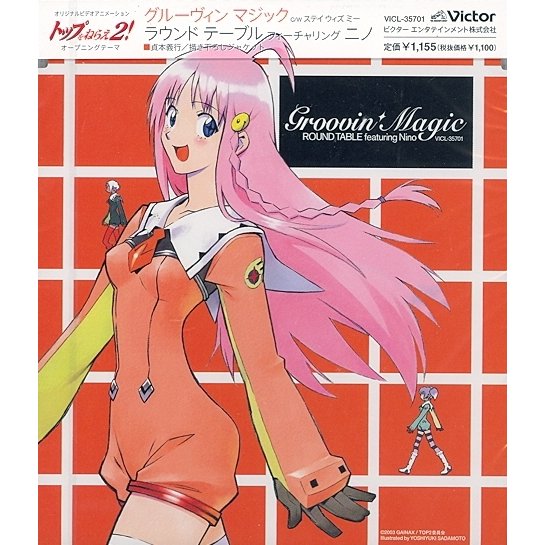 オリジナルビデオアニメーション
トップをねらえ2!
オープニングテーマ
グルーヴィン マジック c/w ステイ ウィズ ミー
ラウンド テーブル フィーチャリング ニノ
■貞本義行/描き下ろしジャケット
VICL-35701
Victor
ビクター エンタテインメント株式会社
定価¥1,155(税抜価格¥1,100)
Groovin' Magic
ROUND TABLE featuring Nino VICL-35701
©2003 GAINAX / TOP2委員会
Illustrated by YOSHIYUKI SADAMOTO